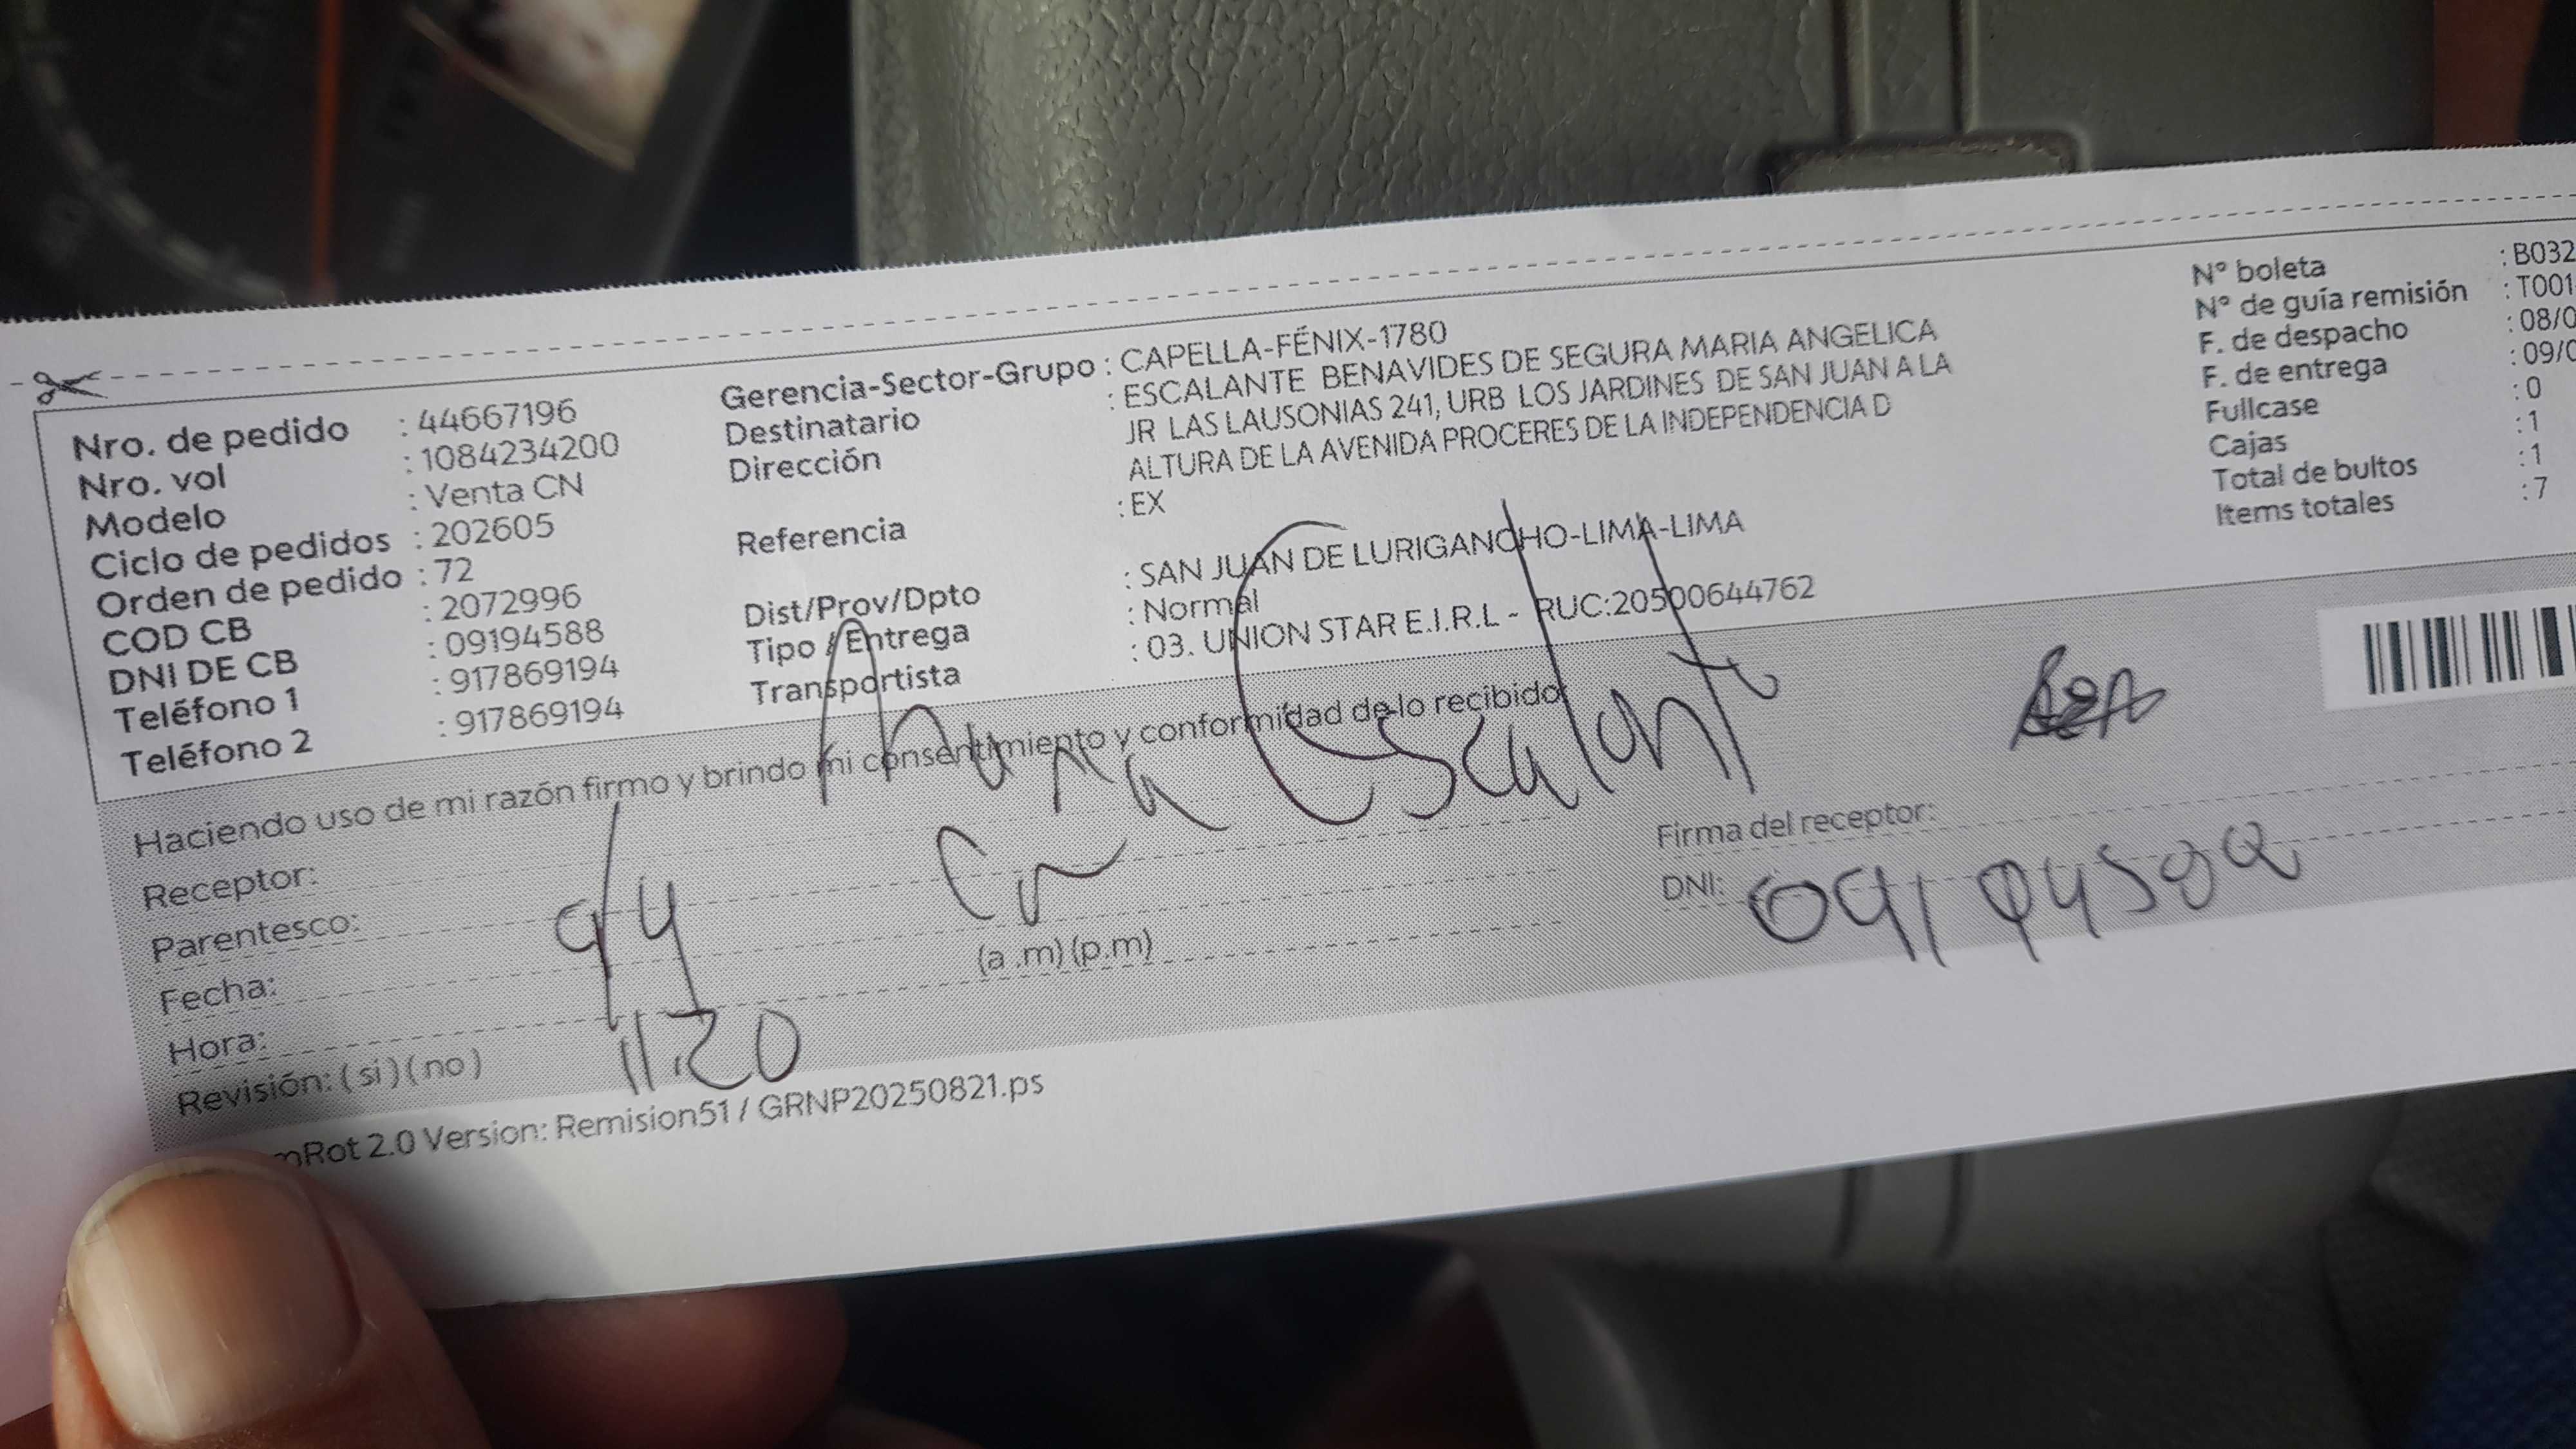 Nro. de pedido : 44667196
Nro. vol : 1084234200
Modelo : Venta CN
Ciclo de pedidos : 202605
Orden de pedido : 72
COD CB : 2072996
DNI DE CB : 09194588
Teléfono 1 : 917869194
Teléfono 2 : 917869194
Gerencia-Sector-Grupo : CAPELLA-FÉNIX-1780
Destinatario : ESCALANTE BENAVIDES DE SEGURA MARIA ANGELICA
Dirección JR LAS LAUSONIAS 241, URB LOS JARDINES DE SAN JUAN A LA
ALTURA DE LA AVENIDA PROCERES DE LA INDEPENDENCIA D
Referencia : EX
Dist/Prov/Dpto : SAN JUAN DE LURIGANCHO-LIMA-LIMA
Tipo / Entrega : Normal
Transportista : 03. UNION STAR E.I.R.L - RUC:20500644762
N° boleta : B032
N° de guía remisión : T001
F. de despacho : 08/0
F. de entrega : 09/0
Fullcase : 0
Cajas : 1
Total de bultos : 1
Items totales : 7
Haciendo uso de mi razón firmo y brindo mi consentimiento y conformidad de lo recibido:
Receptor: Escalant
Parentesco:
Fecha: 9/4
Hora: 11.20 (a .m) (p.m)
Revisión: ( si ) ( no )
Firma del receptor:
DNI: 091945
mRot 2.0 Version: Remision51 / GRNP20250821.ps